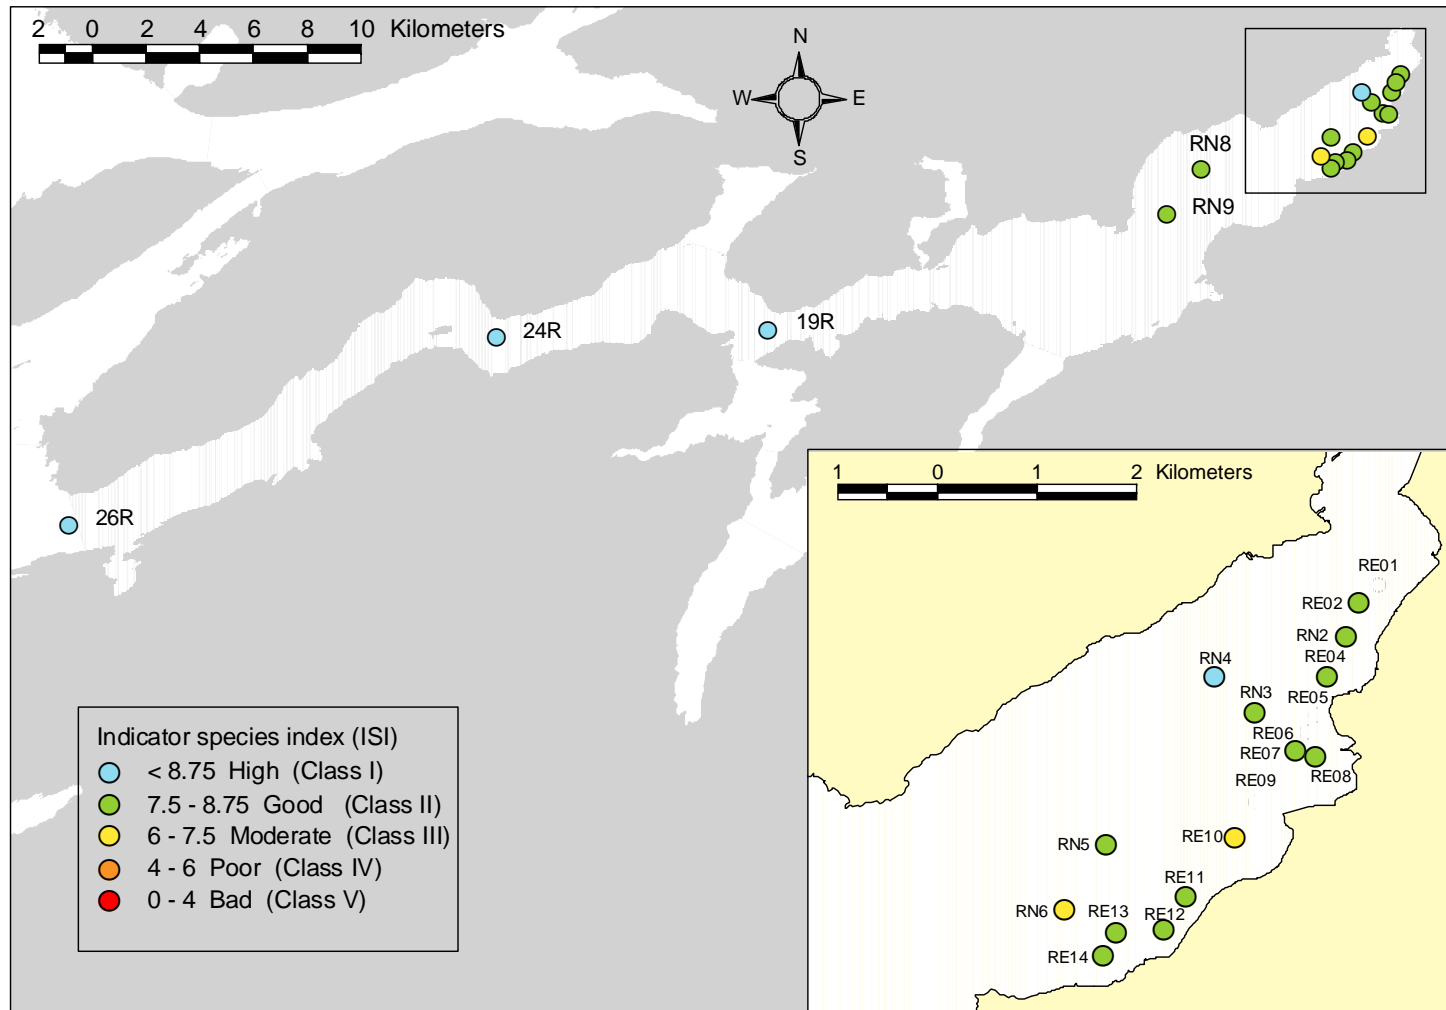 2 0 2 4 6 8 10 Kilometers
N
W E
S
RN8
RN9
24R
19R
26R
1 0 1 2 Kilometers
RE01
RE02
RN2
RE04
RN4
RE05
RN3
RE06
RE07
RE08
RE09
RE10
RN5
RE11
RN6
RE13
RE12
RE14
Indicator species index (ISI)
< 8.75 High (Class I)
7.5 - 8.75 Good (Class II)
6 - 7.5 Moderate (Class III)
4 - 6 Poor (Class IV)
0 - 4 Bad (Class V)